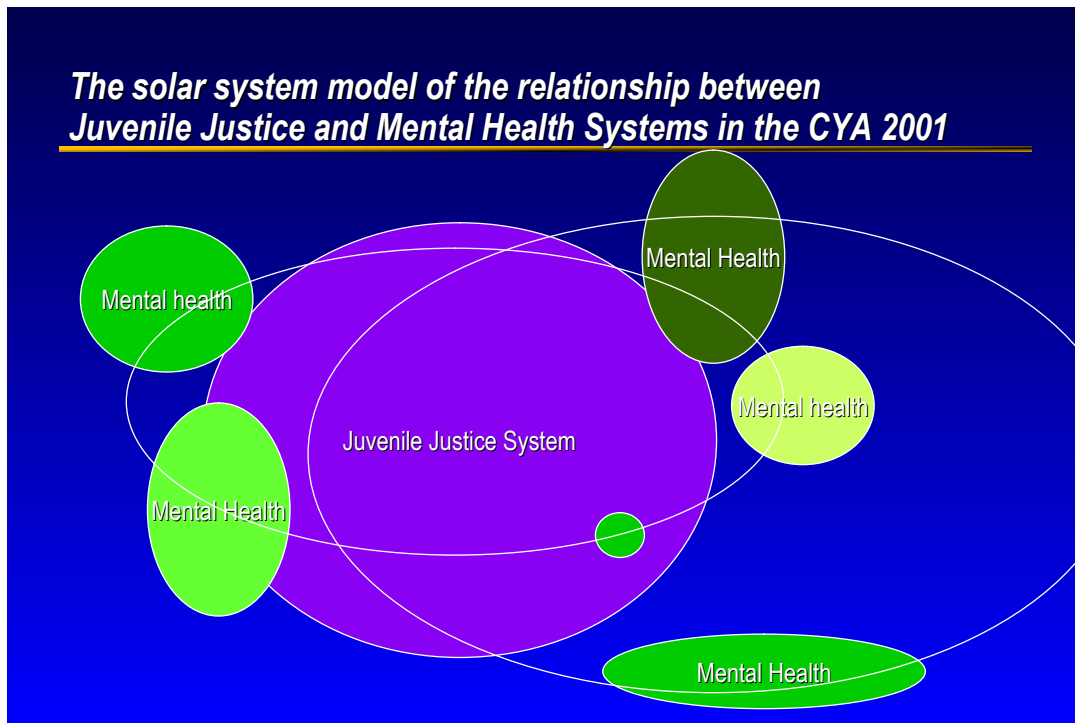 The solar system model of the relationship between
Juvenile Justice and Mental Health Systems in the CYA 2001
Mental Health
Mental health
Mental health
Juvenile Justice System
Mental Health
Mental Health